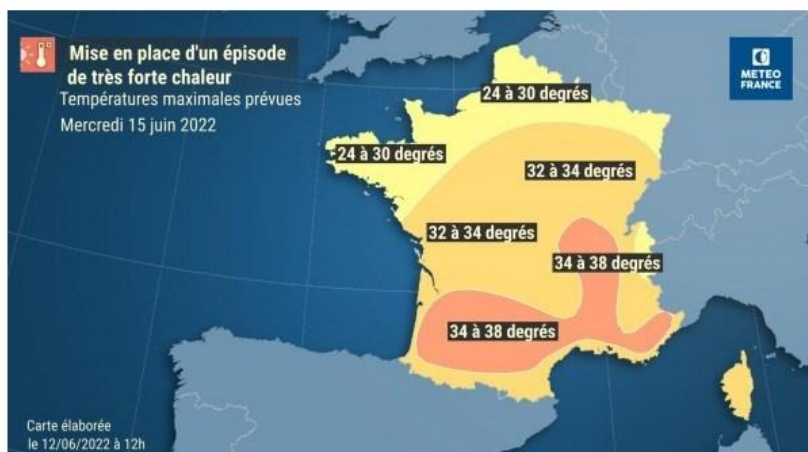 Mise en place d'un épisode
de très forte chaleur
Températures maximales prévues
Mercredi 15 juin 2022
METEO
FRANCE
24 à 30 degrés
24 à 30 degrés
32 à 34 degrés
32 à 34 degrés
34 à 38 degrés
34 à 38 degrés
Carte élaborée
le 12/06/2022 à 12h